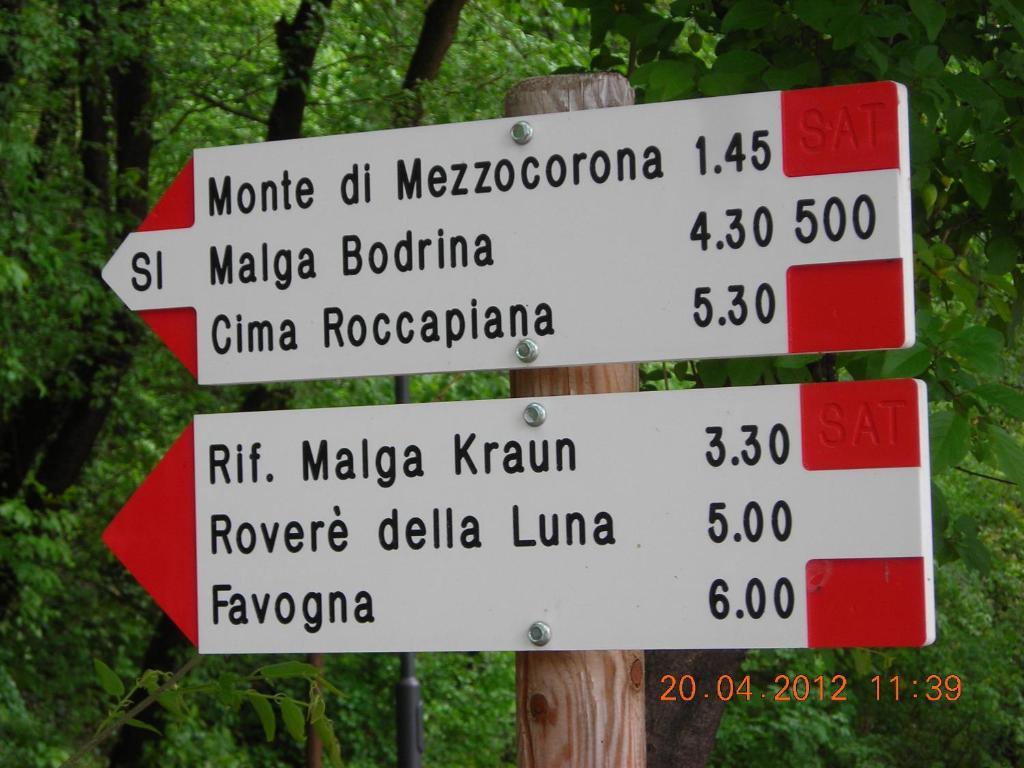 SAT
Monte di Mezzocorona 1.45
SI Malga Bodrina 4.30 500
Cima Roccapiana 5.30
SAT
Rif. Malga Kraun 3.30
Roverè della Luna 5.00
Favogna 6.00
20.04.2012 11:39